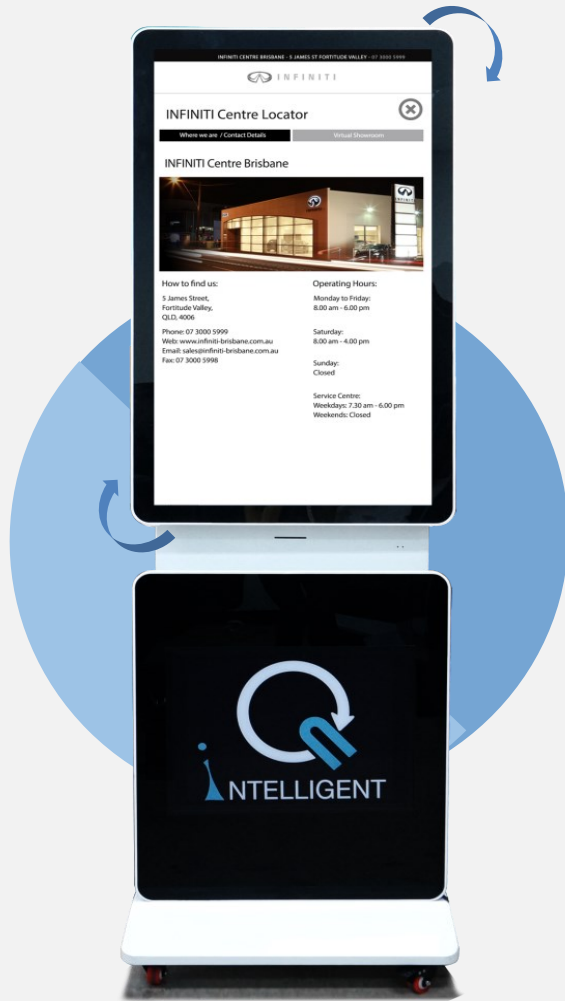 INFINITI CENTRE BRISBANE - 5 JAMES ST FORTITUDE VALLEY - 07 3000 5999
INFINITI
INFINITI Centre Locator
Where we are / Contact Details
Virtual Showroom
INFINITI Centre Brisbane
INFINITI
How to find us:
5 James Street,
Fortitude Valley,
QLD, 4006
Phone: 07 3000 5999
Web: www.infiniti-brisbane.com.au
Email: sales@infiniti-brisbane.com.au
Fax: 07 3000 5998
Operating Hours:
Monday to Friday:
8.00 am - 6.00 pm
Saturday:
8.00 am - 4.00 pm
Sunday:
Closed
Service Centre:
Weekdays: 7.30 am - 6.00 pm
Weekends: Closed
iNTELLIGENT